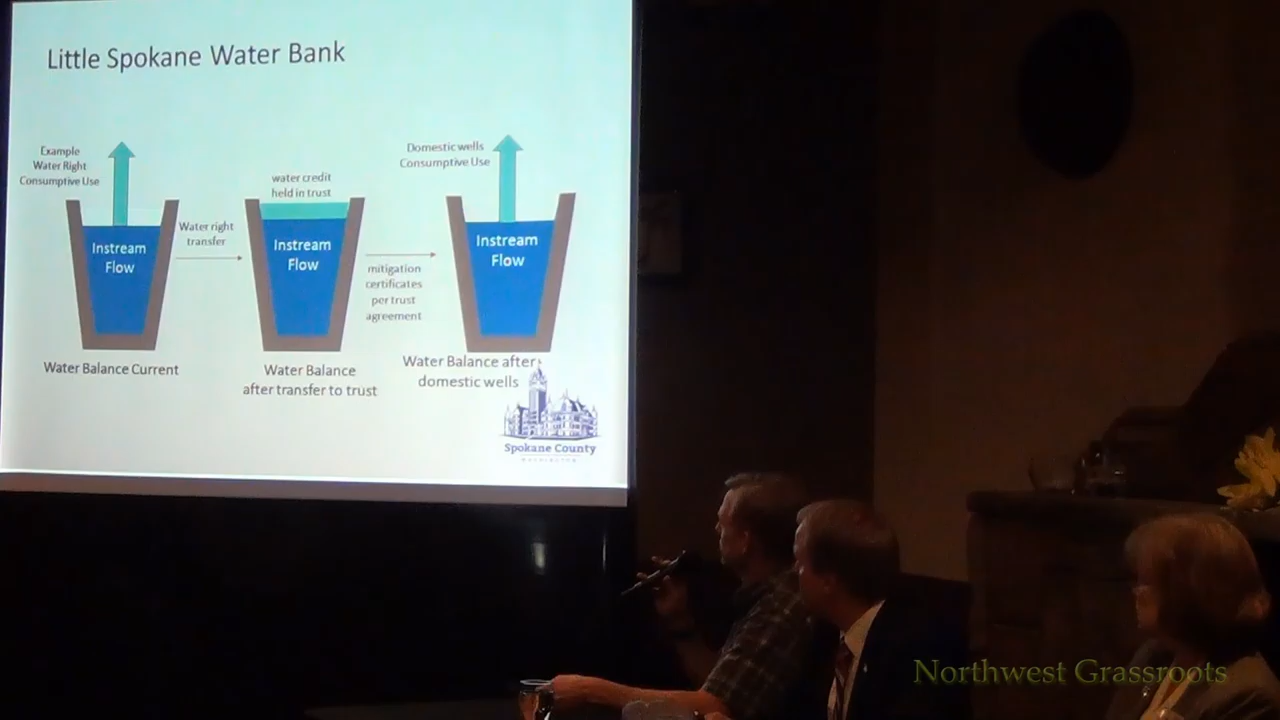 Little Spokane Water Bank
Example
Water Right
Consumptive Use
Instream
Flow
Water Balance Current
Water right
transfer
water credit
held in trust
Instream
Flow
Water Balance
after transfer to trust
mitigation
certificates
per trust
agreement
Domestic wells
Consumptive Use
Instream
Flow
Water Balance after
domestic wells
Spokane County
Northwest Grassroots